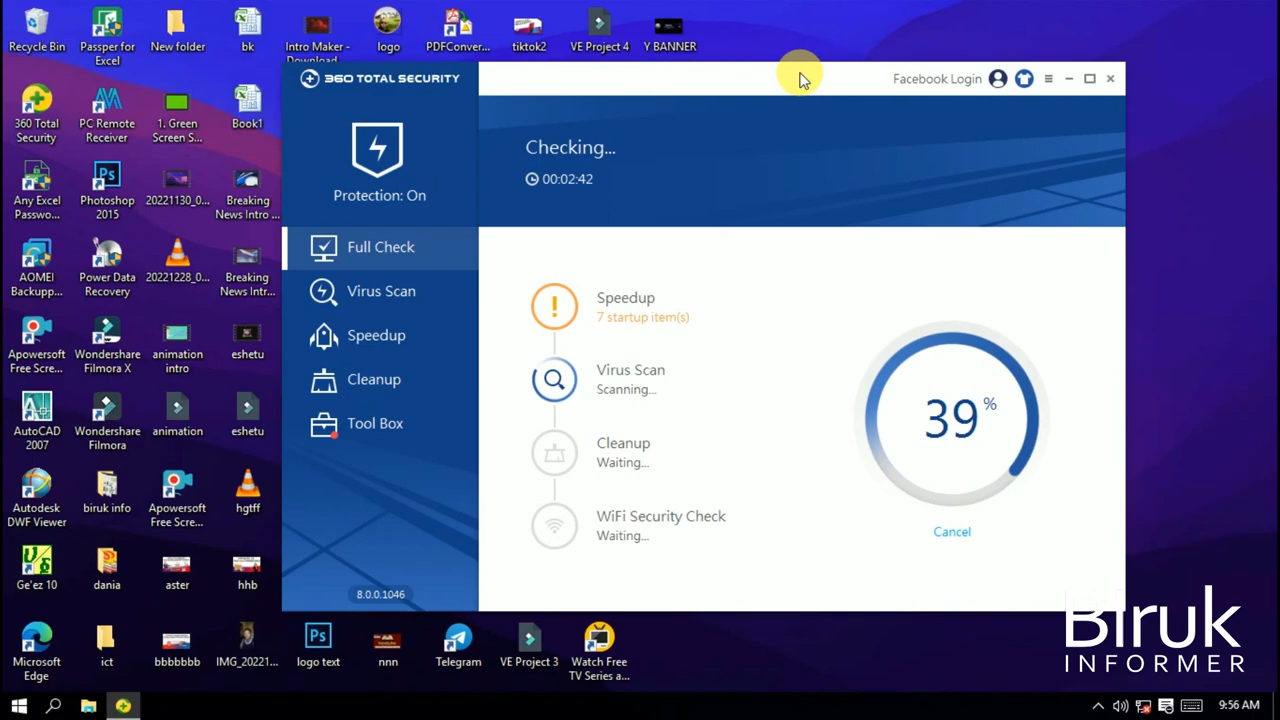 Recycle Bin
Passper for
Excel
New folder
bk
Intro Maker -
Download
logo
PDFConver...
tiktok2
VE Project 4
Y BANNER
360 TOTAL SECURITY
Facebook Login
360 Total
Security
PC Remote
Receiver
1. Green
Screen S...
Book1
Checking...
00:02:42
Protection: On
Any Excel
Passwo...
Photoshop
2015
20221130_0...
Breaking
News Intro ...
Full Check
Virus Scan
Speedup
Cleanup
Tool Box
Speedup
7 startup item(s)
Virus Scan
Scanning...
Cleanup
Waiting...
WiFi Security Check
Waiting...
39 %
Cancel
8.0.0.1046
AOMEI
Backupp...
Power Data
Recovery
20221228_0...
Breaking
News Intr...
Apowersoft
Free Scre...
Wondershare
Filmora X
animation
intro
eshetu
AutoCAD
2007
Wondershare
Filmora
animation
eshetu
Autodesk
DWF Viewer
biruk info
Apowersoft
Free Scre...
hgtff
Ge'ez 10
dania
aster
hhb
Microsoft
Edge
ict
bbbbbbb
IMG_20221...
logo text
nnn
Telegram
VE Project 3
Watch Free
TV Series a...
Biruk
INFORMER
9:56 AM